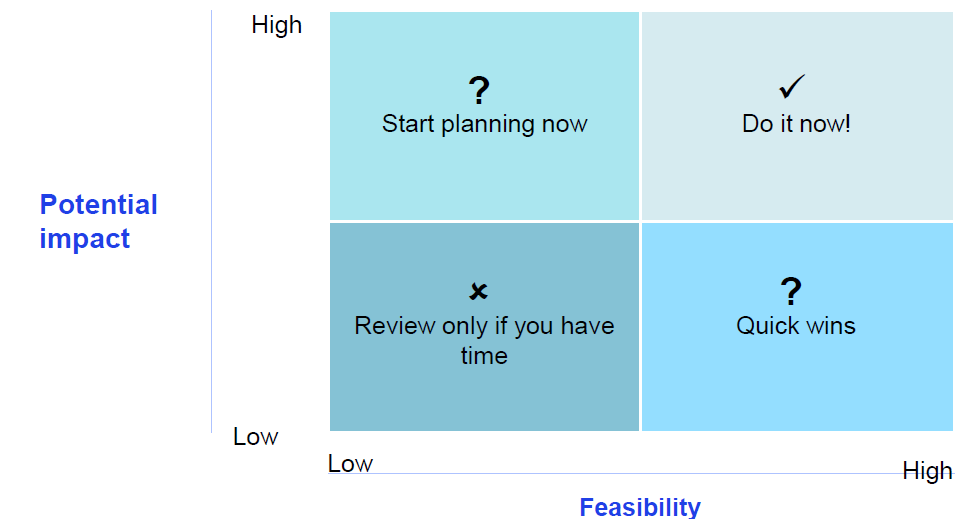 High
?
Start planning now
✓
Do it now!
Potential
impact
✘
Review only if you have
time
?
Quick wins
Low
Low
High
Feasibility